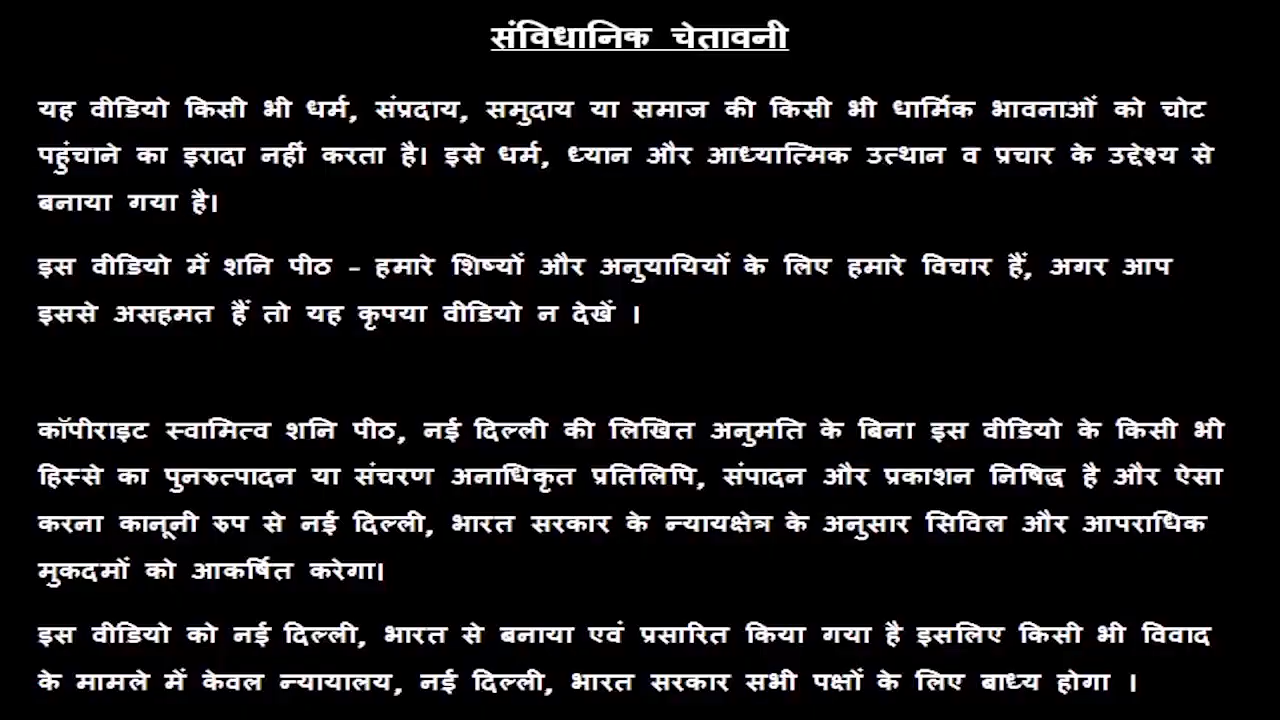 संविधानिक चेतावनी
यह वीडियो किसी भी धर्म, संप्रदाय, समुदाय या समाज की किसी भी धार्मिक भावनाओं को चोट
पहुंचाने का इरादा नहीं करता है। इसे धर्म, ध्यान और आध्यात्मिक उत्थान व प्रचार के उद्देश्य से
बनाया गया है।
इस वीडियो में शनि पीठ – हमारे शिष्यों और अनुयायियों के लिए हमारे विचार हैं, अगर आप
इससे असहमत हैं तो यह कृपया वीडियो न देखें ।
कॉपीराइट स्वामित्व शनि पीठ, नई दिल्ली की लिखित अनुमति के बिना इस वीडियो के किसी भी
हिस्से का पुनरुत्पादन या संचरण अनाधिकृत प्रतिलिपि, संपादन और प्रकाशन निषिद्ध है और ऐसा
करना कानूनी रुप से नई दिल्ली, भारत सरकार के न्यायक्षेत्र के अनुसार सिविल और आपराधिक
मुकदमों को आकर्षित करेगा।
इस वीडियो को नई दिल्ली, भारत से बनाया एवं प्रसारित किया गया है इसलिए किसी भी विवाद
के मामले में केवल न्यायालय, नई दिल्ली, भारत सरकार सभी पक्षों के लिए बाध्य होगा ।